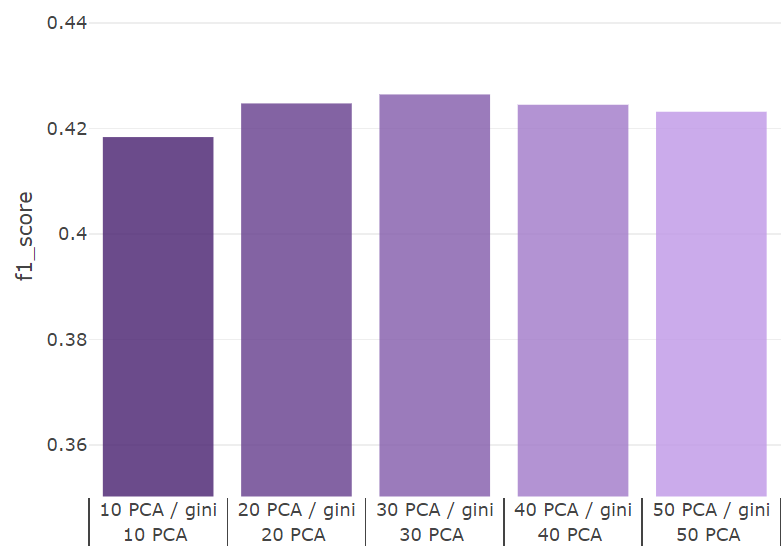 0.44
0.42
0.4
0.38
0.36
f1_score
10 PCA / gini
20 PCA / gini
30 PCA / gini
40 PCA / gini
50 PCA / gini
10 PCA
20 PCA
30 PCA
40 PCA
50 PCA